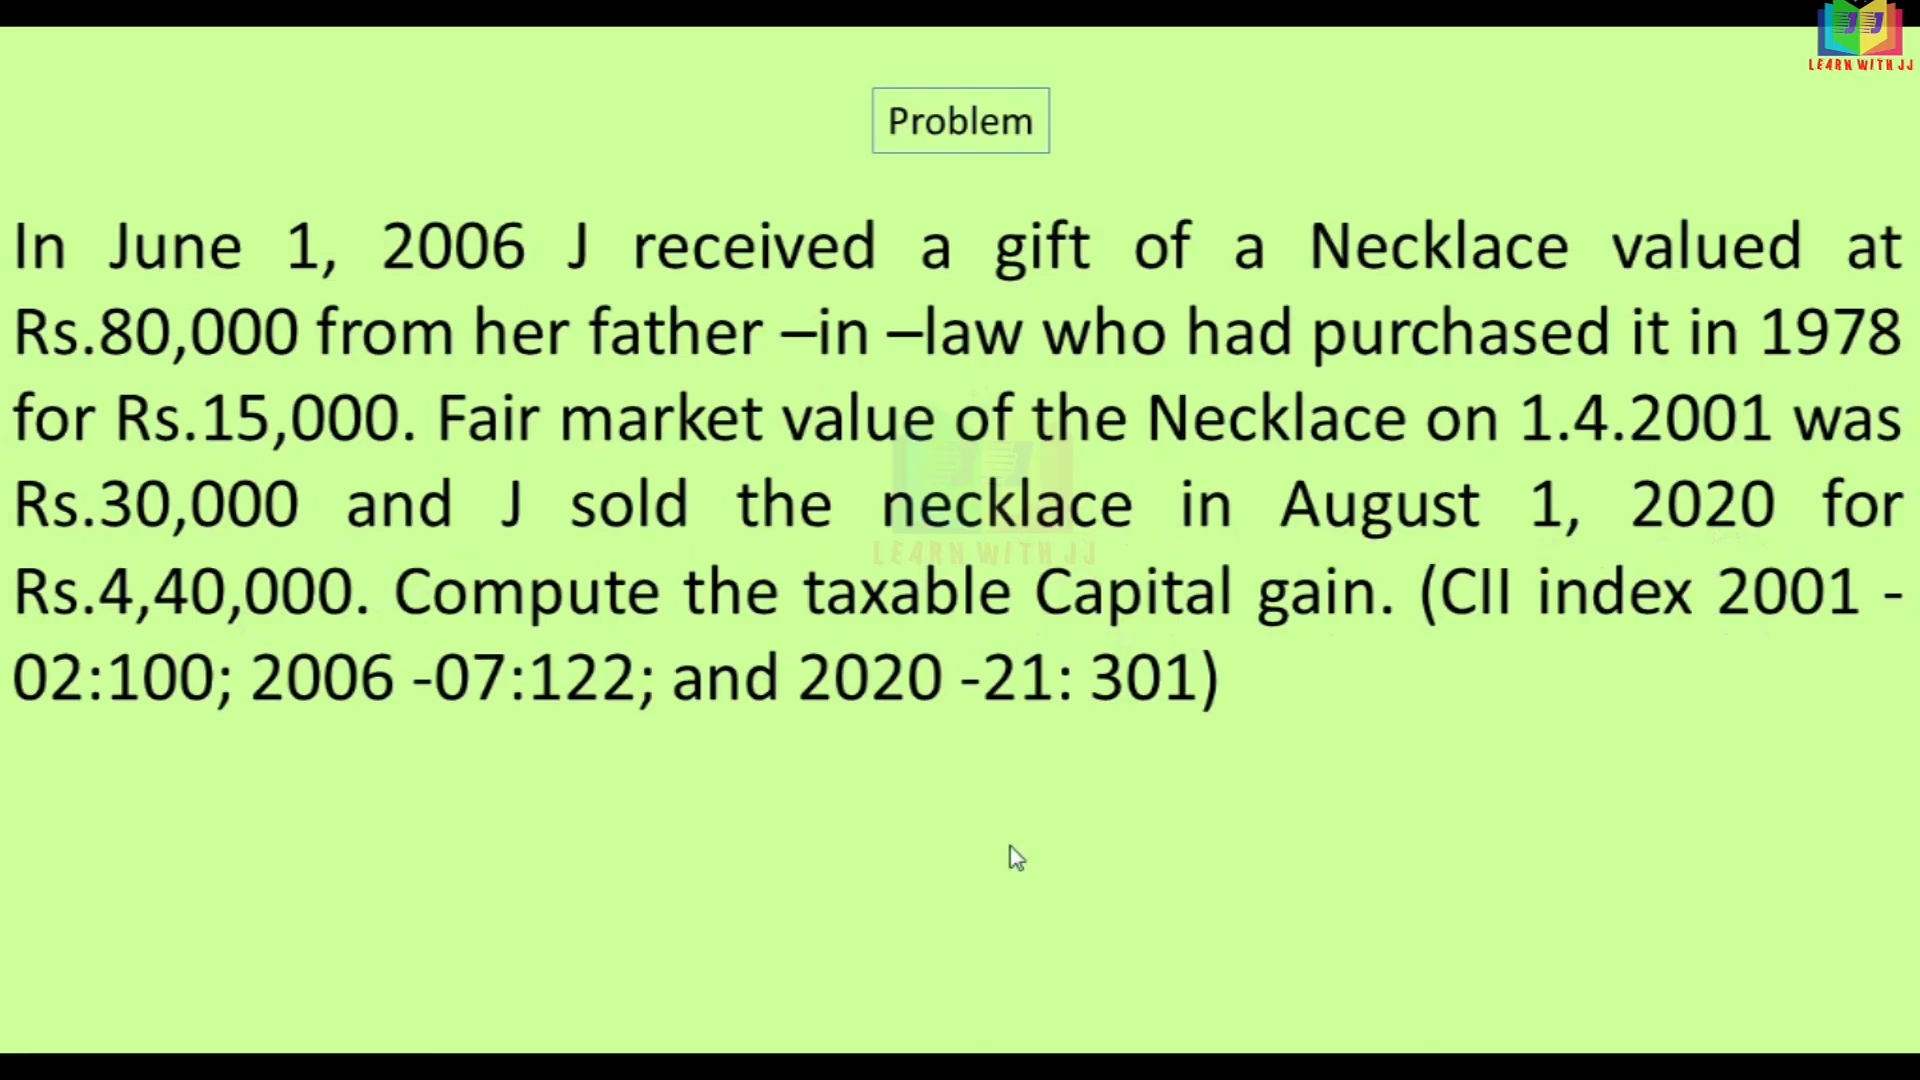 LEARN WITH JJ
Problem
In June 1, 2006 J received a gift of a Necklace valued at
Rs.80,000 from her father –in –law who had purchased it in 1978
for Rs.15,000. Fair market value of the Necklace on 1.4.2001 was
Rs.30,000 and J sold the necklace in August 1, 2020 for
LEARN WITH JJ
Rs.4,40,000. Compute the taxable Capital gain. (CII index 2001 -
02:100; 2006 -07:122; and 2020 -21: 301)